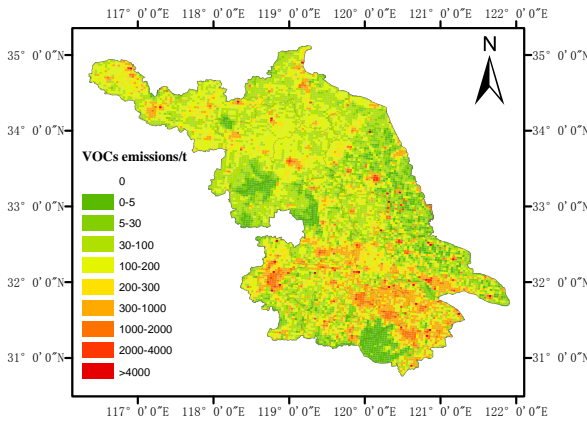 117° 0′0″E 118° 0′0″E 119° 0′0″E 120° 0′0″E 121° 0′0″E 122° 0′0″E
N
35° 0′0″N 35° 0′0″N
34° 0′0″N 34° 0′0″N
VOCs emissions/t
0
0-5
33° 0′0″N 33° 0′0″N
5-30
30-100
100-200
200-300
32° 0′0″N 32° 0′0″N
300-1000
1000-2000
2000-4000
31° 0′0″N 31° 0′0″N
>4000
117° 0′0″E 118° 0′0″E 119° 0′0″E 120° 0′0″E 121° 0′0″E 122° 0′0″E